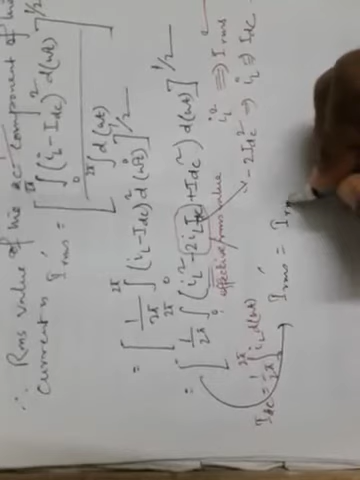 ∴ Rms value of the ac component of the
current is I'rms = [ ∫₀^2π (i_L - I_dc)² d(ωt) / ∫ d(ωt) ]^1/2
= [ 1/2π ∫₀^2π (i_L - I_dc)² d(ωt) ]^1/2
= [ 1/2π ∫₀^2π (i_L² - 2i_L I_dc + I_dc²) d(ωt) ]^1/2
effective/rms value
i_L² ⇒ I rms
-2I_dc² ⇒ i_L ⇒ I_dc
I_dc = 1/2π ∫₀^2π i_L d(ωt)
I'rms =